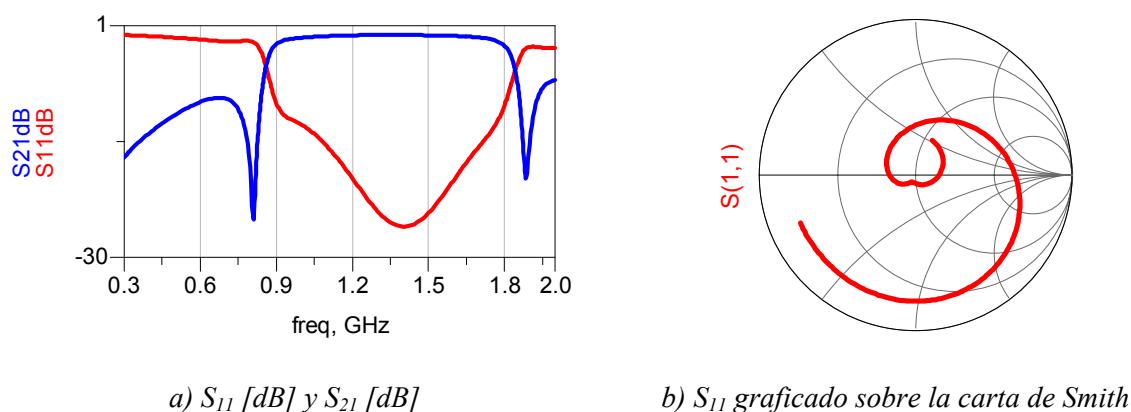 1
-30
S21dB
S11dB
0.3 0.6 0.9 1.2 1.5 1.8 2.0
freq, GHz
S(1,1)
a) S11 [dB] y S21 [dB]
b) S11 graficado sobre la carta de Smith